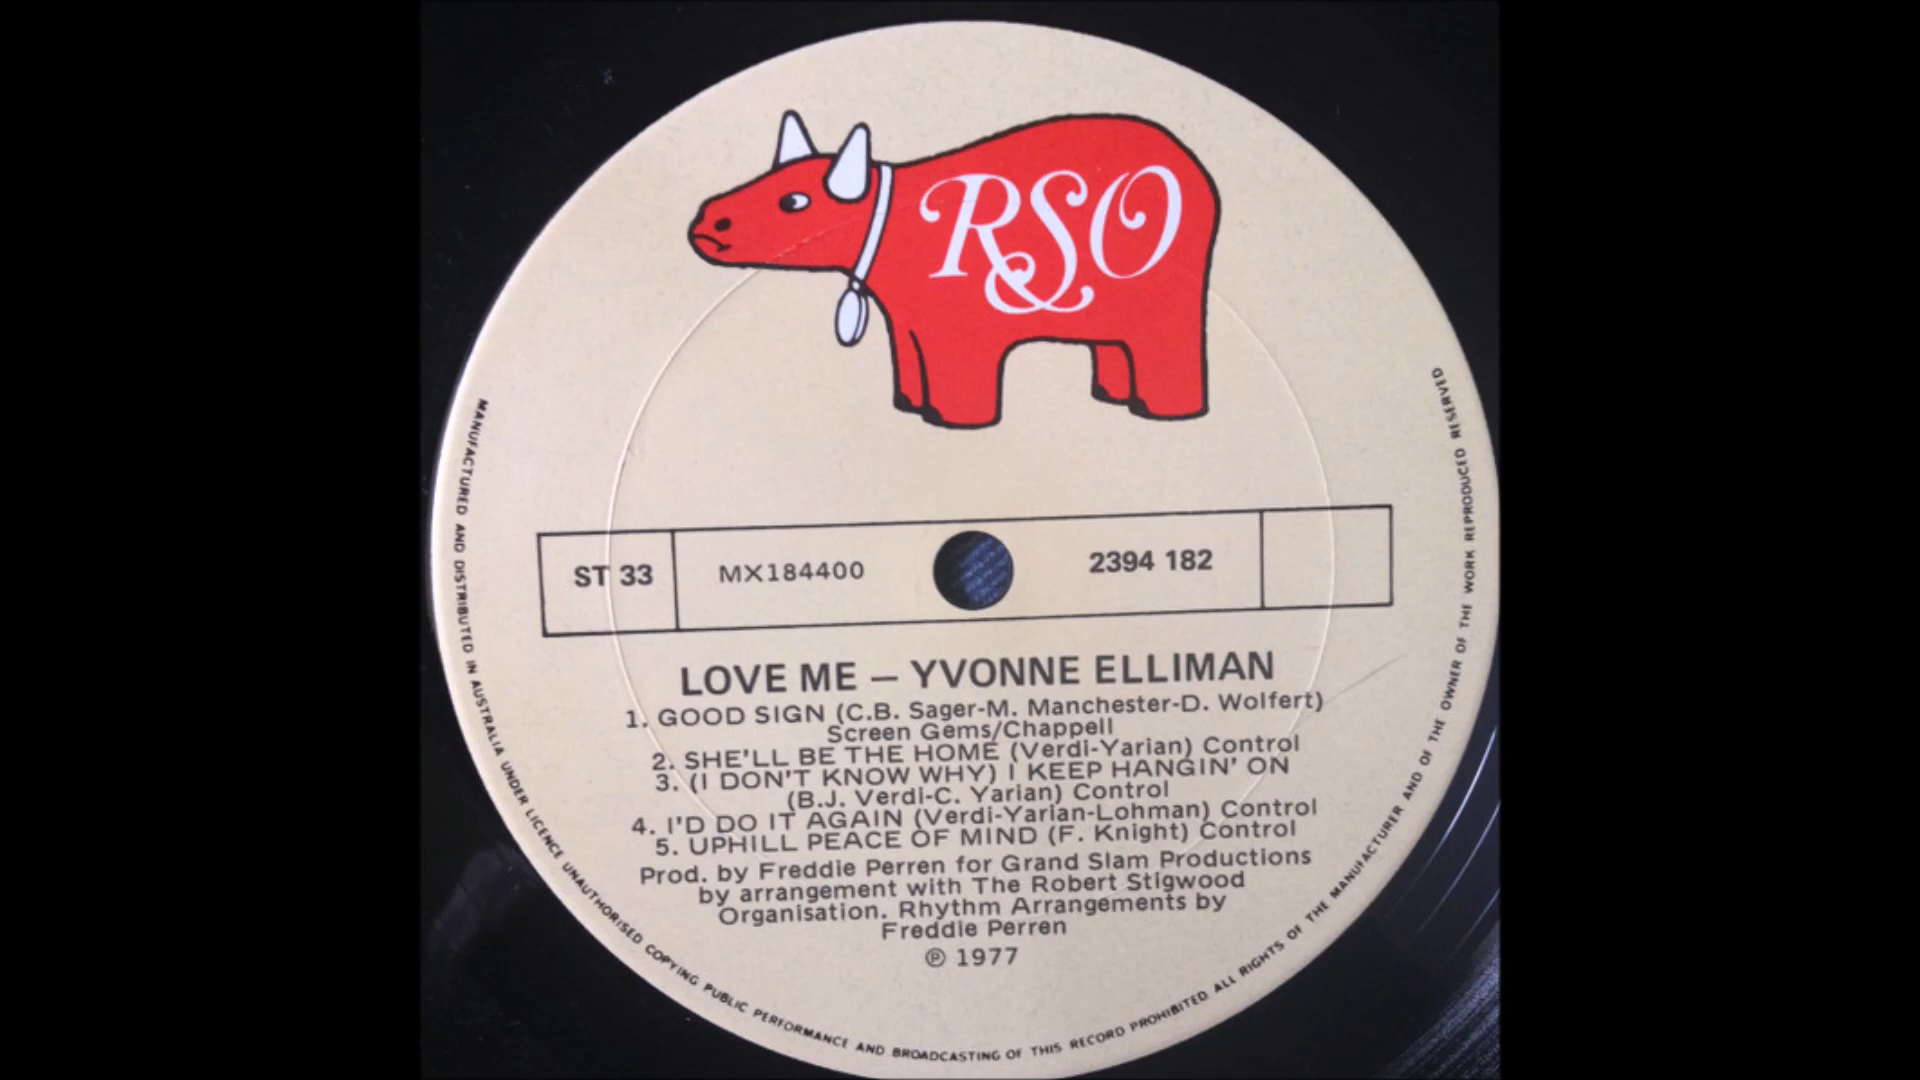 RSO
ST 33
MX184400
2394 182
LOVE ME – YVONNE ELLIMAN
1. GOOD SIGN (C.B. Sager-M. Manchester-D. Wolfert)
Screen Gems/Chappell
2. SHE'LL BE THE HOME (Verdi-Yarian) Control
3. (I DON'T KNOW WHY) I KEEP HANGIN' ON
(B.J. Verdi-C. Yarian) Control
4. I'D DO IT AGAIN (Verdi-Yarian-Lohman) Control
5. UPHILL PEACE OF MIND (F. Knight) Control
Prod. by Freddie Perren for Grand Slam Productions
by arrangement with The Robert Stigwood
Organisation. Rhythm Arrangements by
Freddie Perren
℗ 1977
MANUFACTURED AND DISTRIBUTED IN AUSTRALIA UNDER LICENCE UNAUTHORISED COPYING PUBLIC PERFORMANCE AND BROADCASTING OF THIS RECORD PROHIBITED ALL RIGHTS OF THE MANUFACTURER AND OF THE OWNER OF THE WORK REPRODUCED RESERVED